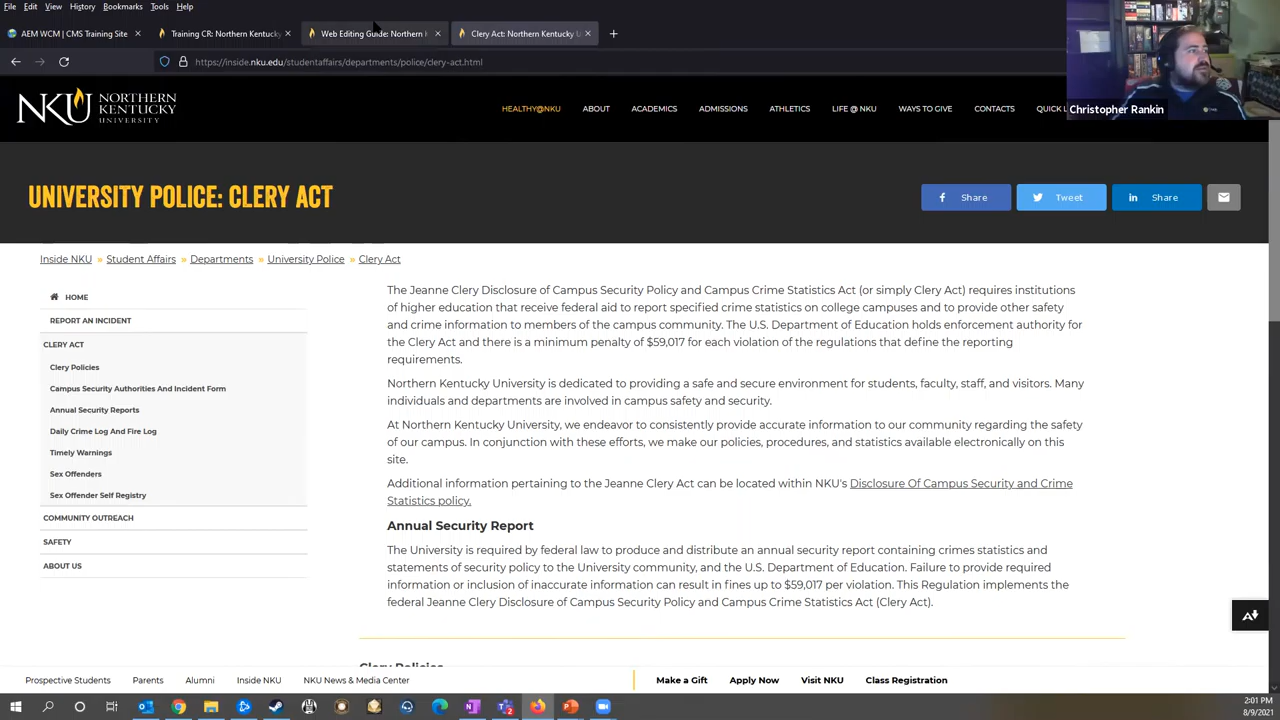 File Edit View History Bookmarks Tools Help
AEM WCM | CMS Training Site
Training CR: Northern Kentucky
Web Editing Guide: Northern
Clery Act: Northern Kentucky U
https://inside.nku.edu/studentaffairs/departments/police/clery-act.html
NKU NORTHERN KENTUCKY UNIVERSITY
HEALTHY@NKU ABOUT ACADEMICS ADMISSIONS ATHLETICS LIFE @ NKU WAYS TO GIVE CONTACTS QUICK L
Christopher Rankin
UNIVERSITY POLICE: CLERY ACT
Share Tweet Share
Inside NKU » Student Affairs » Departments » University Police » Clery Act
HOME
REPORT AN INCIDENT
CLERY ACT
Clery Policies
Campus Security Authorities And Incident Form
Annual Security Reports
Daily Crime Log And Fire Log
Timely Warnings
Sex Offenders
Sex Offender Self Registry
COMMUNITY OUTREACH
SAFETY
ABOUT US
The Jeanne Clery Disclosure of Campus Security Policy and Campus Crime Statistics Act (or simply Clery Act) requires institutions
of higher education that receive federal aid to report specified crime statistics on college campuses and to provide other safety
and crime information to members of the campus community. The U.S. Department of Education holds enforcement authority for
the Clery Act and there is a minimum penalty of $59,017 for each violation of the regulations that define the reporting
requirements.
Northern Kentucky University is dedicated to providing a safe and secure environment for students, faculty, staff, and visitors. Many
individuals and departments are involved in campus safety and security.
At Northern Kentucky University, we endeavor to consistently provide accurate information to our community regarding the safety
of our campus. In conjunction with these efforts, we make our policies, procedures, and statistics available electronically on this
site.
Additional information pertaining to the Jeanne Clery Act can be located within NKU's Disclosure Of Campus Security and Crime
Statistics policy.
Annual Security Report
The University is required by federal law to produce and distribute an annual security report containing crimes statistics and
statements of security policy to the University community, and the U.S. Department of Education. Failure to provide required
information or inclusion of inaccurate information can result in fines up to $59,017 per violation. This Regulation implements the
federal Jeanne Clery Disclosure of Campus Security Policy and Campus Crime Statistics Act (Clery Act).
Clery Policies
Prospective Students Parents Alumni Inside NKU NKU News & Media Center Make a Gift Apply Now Visit NKU Class Registration
2:01 PM
8/9/2021